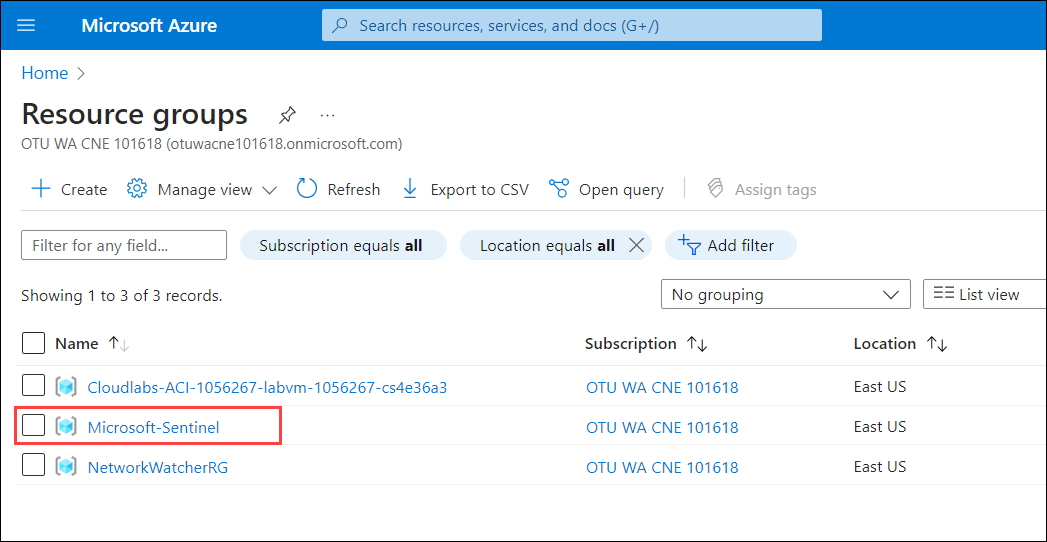 Microsoft Azure Search resources, services, and docs (G+/)
Home
Resource groups ...
OTU WA CNE 101618 (otuwacne101618.onmicrosoft.com)
Create Manage view Refresh Export to CSV Open query Assign tags
Filter for any field... Subscription equals all Location equals all Add filter
Showing 1 to 3 of 3 records. No grouping List view
Name Subscription Location
Cloudlabs-ACI-1056267-labvm-1056267-cs4e36a3 OTU WA CNE 101618 East US
Microsoft-Sentinel OTU WA CNE 101618 East US
NetworkWatcherRG OTU WA CNE 101618 East US